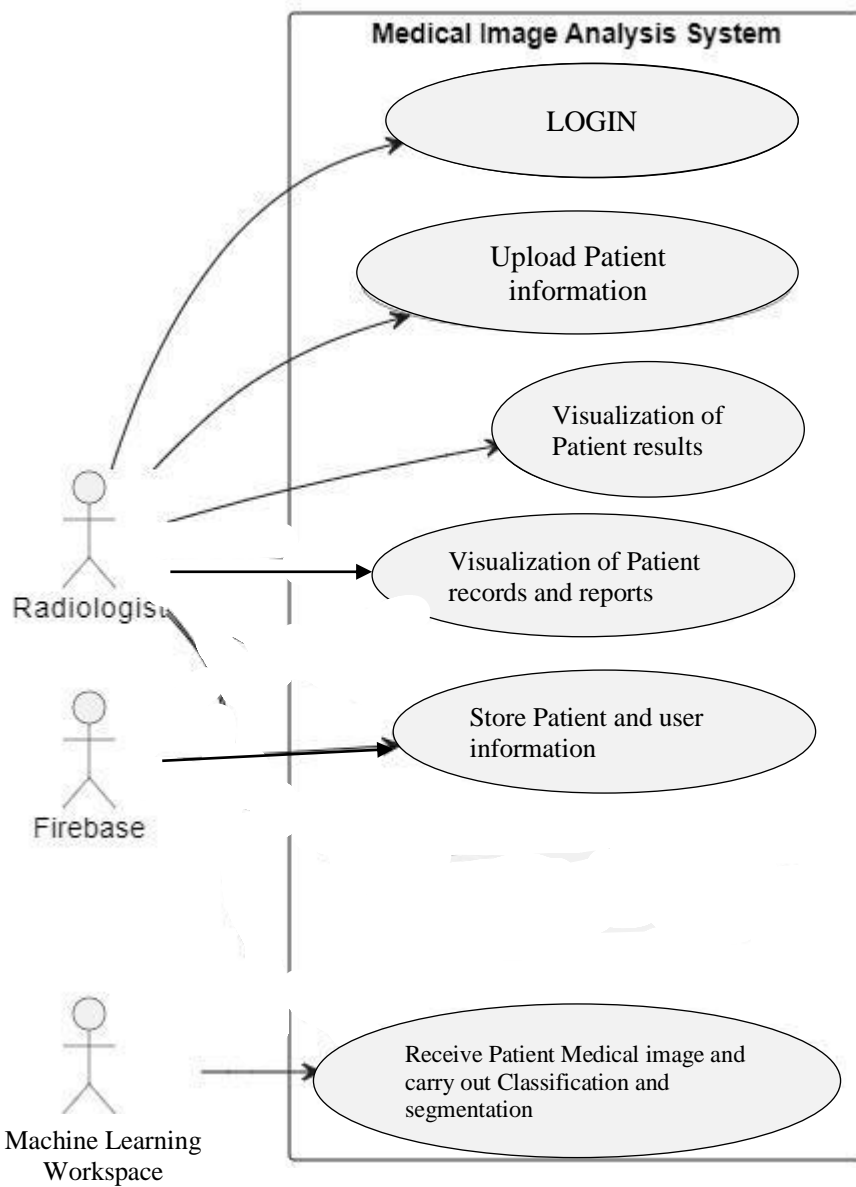 Medical Image Analysis System
LOGIN
Upload Patient
information
Visualization of
Patient results
Visualization of Patient
records and reports
Radiologist
Store Patient and user
information
Firebase
Receive Patient Medical image and
carry out Classification and
segmentation
Machine Learning
Workspace